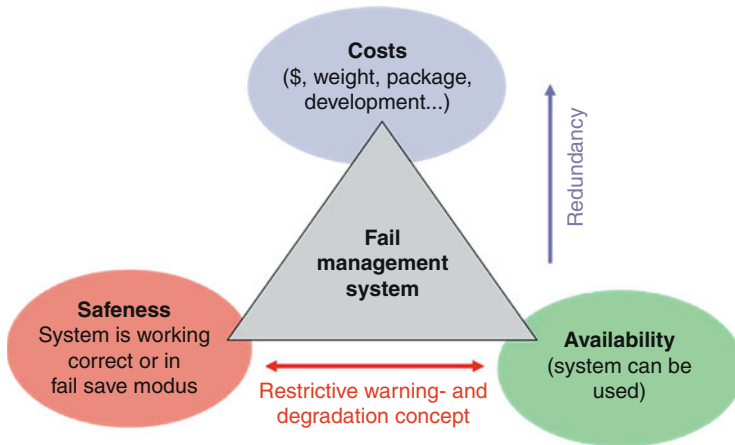 Costs
($, weight, package,
development...)
Redundancy
Fail
management
system
Safeness
System is working
correct or in
fail save modus
Availability
(system can be
used)
Restrictive warning- and
degradation concept